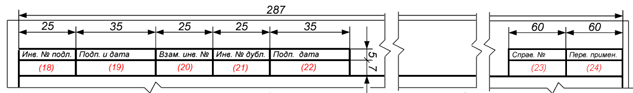 287
25 35 25 25 35 60 60
Инв. № подл. Подп. и дата Взам. инв. № Инв. № дубл. Подп. дата 5 Справ. № Перв. примен.
(18) (19) (20) (21) (22) 7 (23) (24)